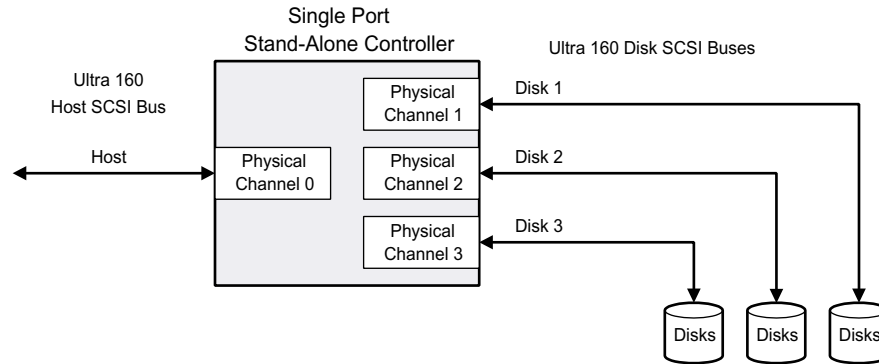 Single Port
Stand-Alone Controller
Ultra 160 Disk SCSI Buses
Ultra 160
Host SCSI Bus
Physical
Channel 1
Disk 1
Host
Physical
Channel 0
Physical
Channel 2
Disk 2
Physical
Channel 3
Disk 3
Disks
Disks
Disks